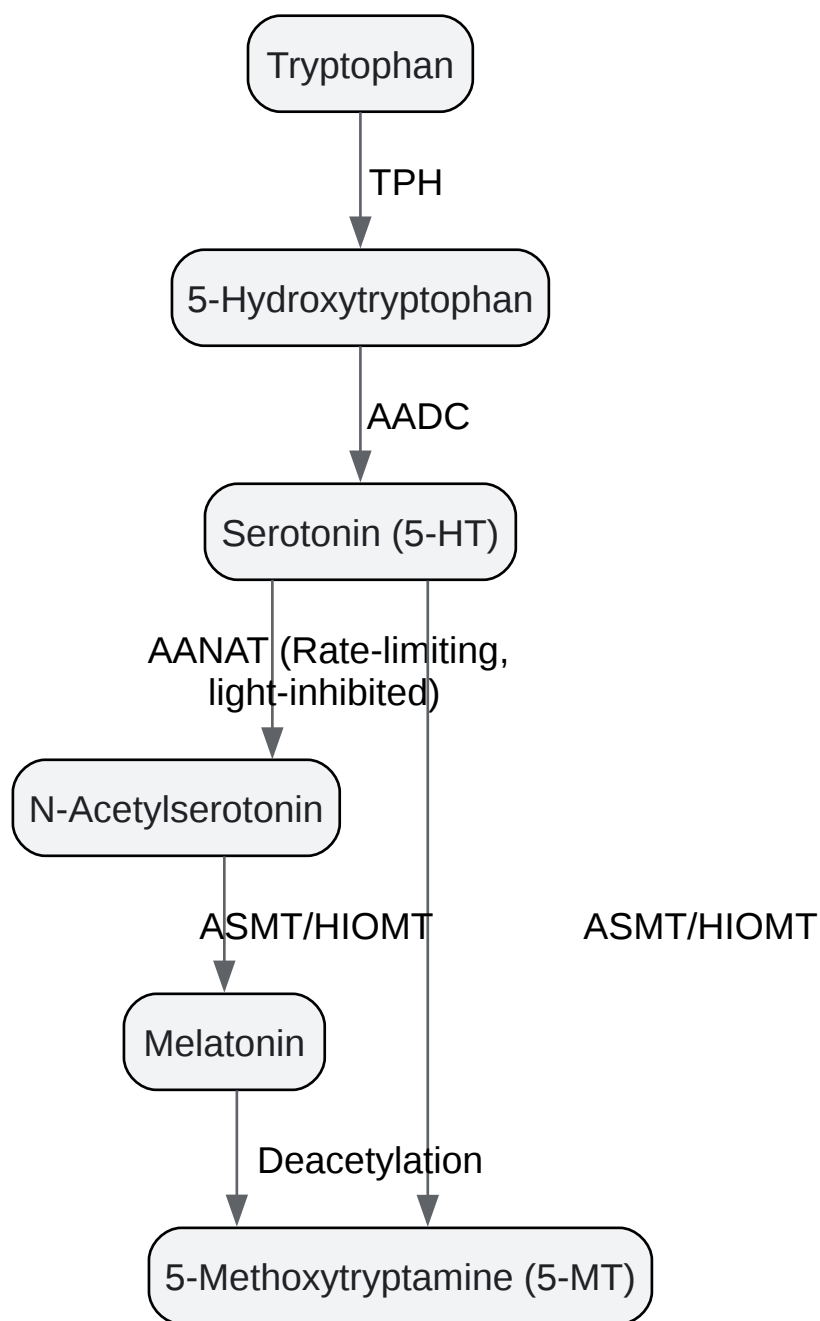 Tryptophan
TPH
5-Hydroxytryptophan
AADC
Serotonin (5-HT)
AANAT (Rate-limiting,
light-inhibited)
N-Acetylserotonin
ASMT/HIOMT
ASMT/HIOMT
Melatonin
Deacetylation
5-Methoxytryptamine (5-MT)